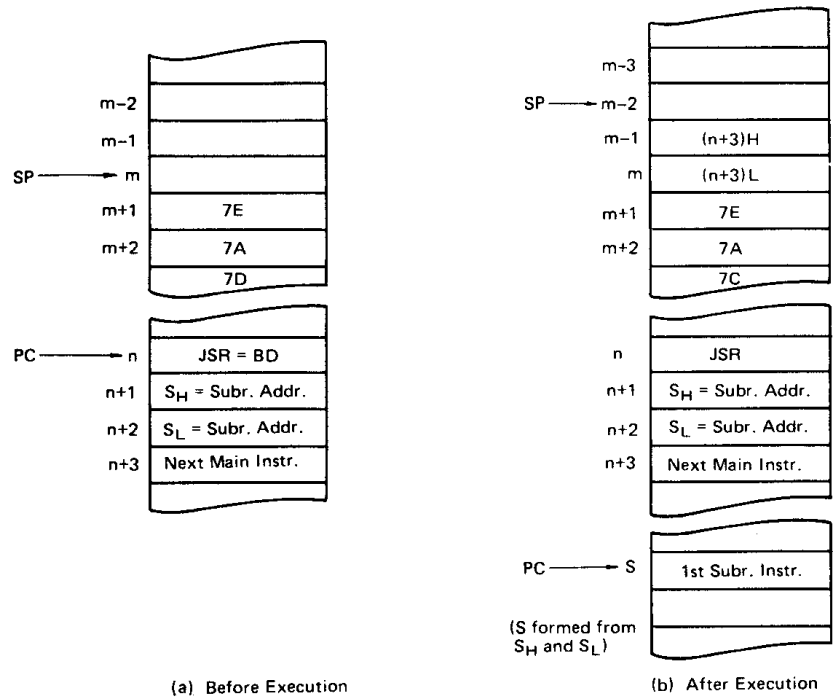 m-2
m-1
SP m
m+1 7E
m+2 7A
7D
PC n JSR = BD
n+1 SH = Subr. Addr.
n+2 SL = Subr. Addr.
n+3 Next Main Instr.
(a) Before Execution
m-3
SP m-2
m-1 (n+3)H
m (n+3)L
m+1 7E
m+2 7A
7C
n JSR
n+1 SH = Subr. Addr.
n+2 SL = Subr. Addr.
n+3 Next Main Instr.
PC S 1st Subr. Instr.
(S formed from
SH and SL)
(b) After Execution